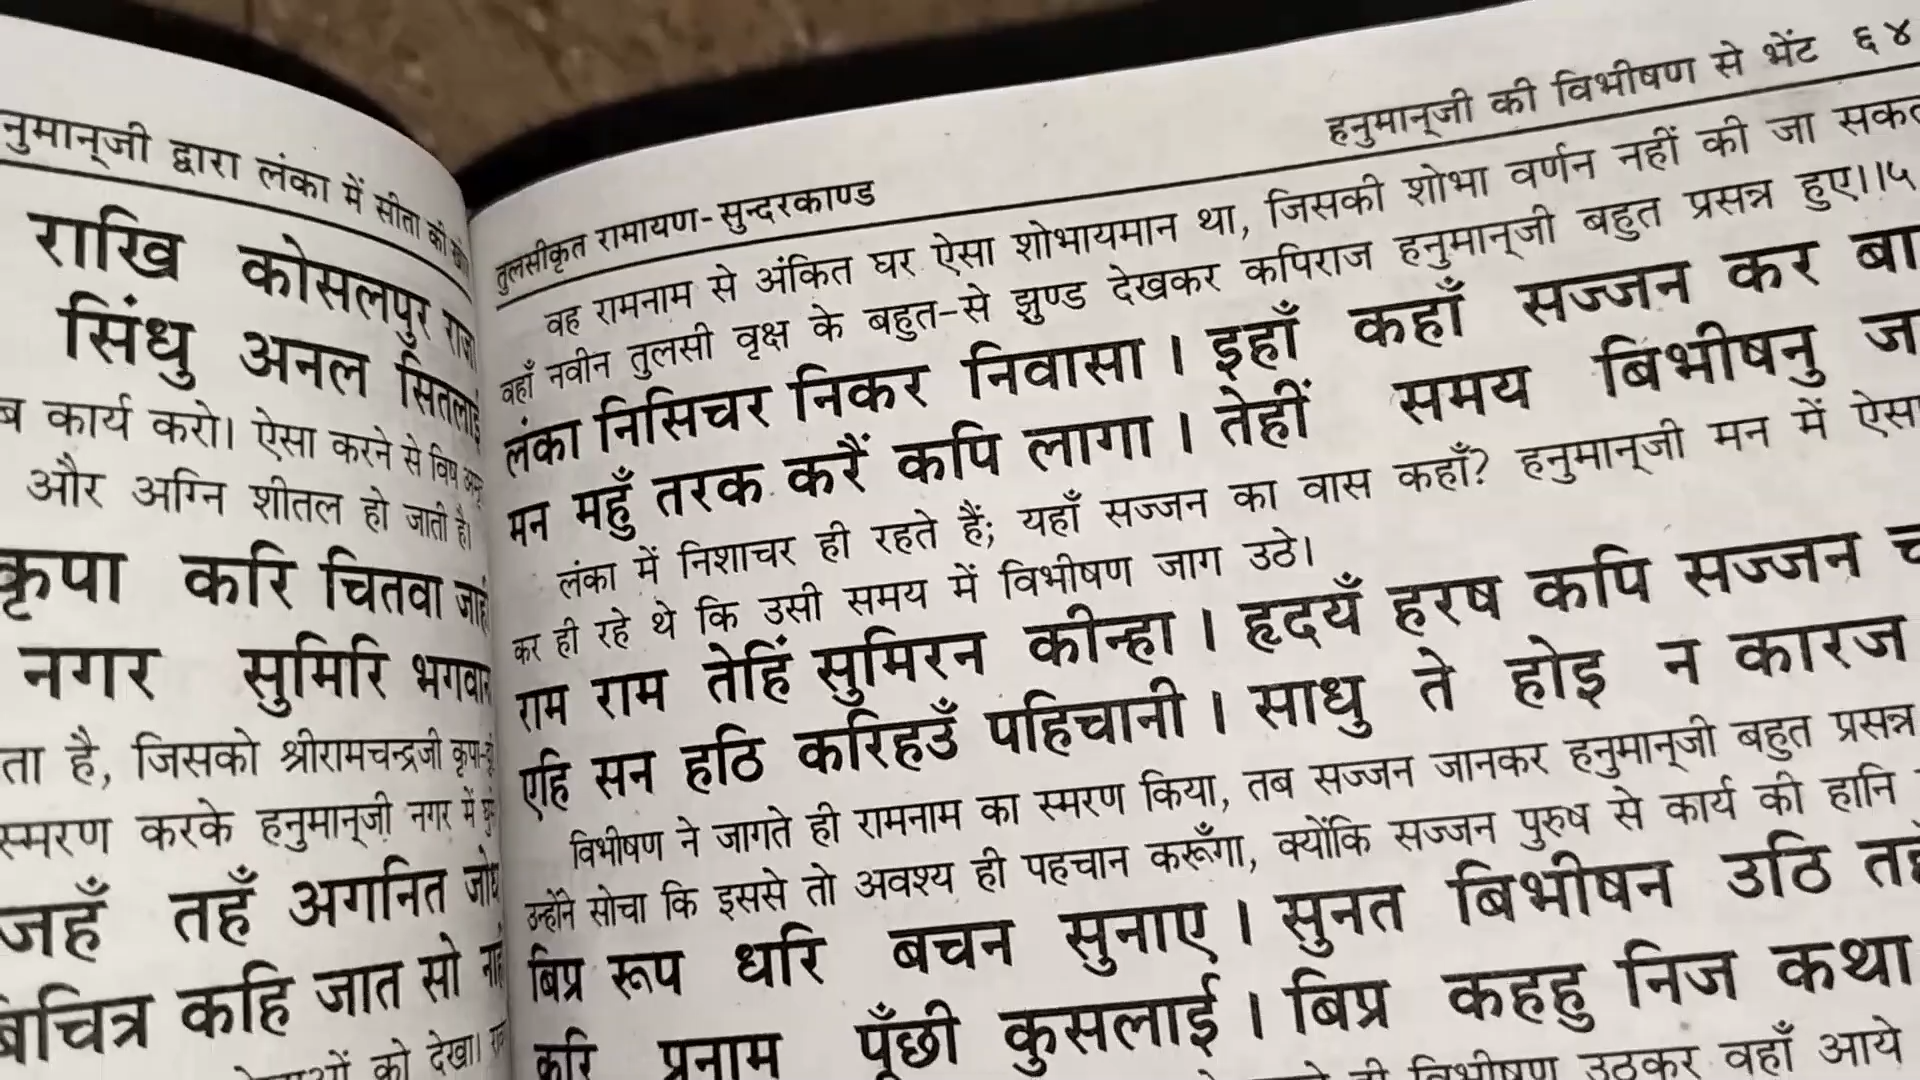 द्वारा लंका में सीता की
राखि कोसलपुर राजा
सिंधु अनल सितलाई
कार्य करो। ऐसा करने से विष
और अग्नि शीतल हो जाती है।
कृपा करि चितवा जाही
नगर सुमिरि भगवाना
ता है, जिसको श्रीरामचन्द्रजी कृपा-
स्मरण करके हनुमान्‌जी नगर में
जहँ तहँ अगनित जोधा
कहि जात सो नाहीं
को देखा।
हनुमान्‌जी की विभीषण से भेंट ६४
तुलसीकृत रामायण-सुन्दरकाण्ड
वह रामनाम से अंकित घर ऐसा शोभायमान था, जिसकी शोभा वर्णन नहीं की जा सकत
वहाँ नवीन तुलसी वृक्ष के बहुत-से झुण्ड देखकर कपिराज हनुमान्‌जी बहुत प्रसन्न हुए।।५
लंका निसिचर निकर निवासा। इहाँ कहाँ सज्जन कर बा
मन महुँ तरक करैं कपि लागा। तेहीं समय बिभीषनु ज
लंका में निशाचर ही रहते हैं; यहाँ सज्जन का वास कहाँ? हनुमान्‌जी मन में ऐसा
कर ही रहे थे कि उसी समय में विभीषण जाग उठे।
राम राम तेहिं सुमिरन कीन्हा। हृदयँ हरष कपि सज्जन च
एहि सन हठि करिहउँ पहिचानी। साधु ते होइ न कारज
विभीषण ने जागते ही रामनाम का स्मरण किया, तब सज्जन जानकर हनुमान्‌जी बहुत प्रसन्न
उन्होंने सोचा कि इससे तो अवश्य ही पहचान करूँगा, क्योंकि सज्जन पुरुष से कार्य की हानि
बिप्र रूप धरि बचन सुनाए। सुनत बिभीषन उठि तहँ
करि प्रनाम पूँछी कुसलाई। बिप्र कहहु निज कथा
ही विभीषण उठकर वहाँ आये